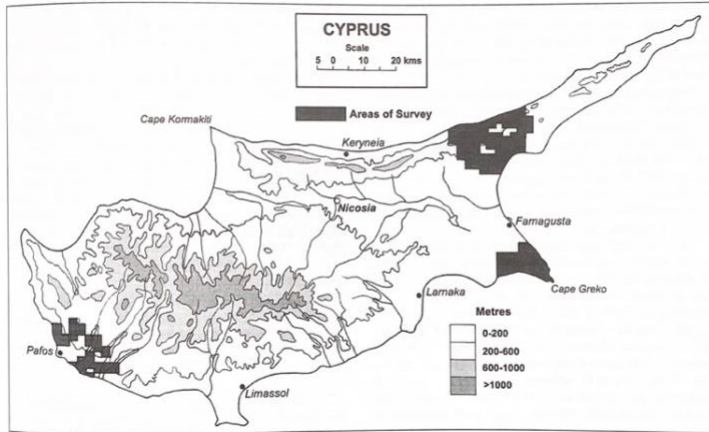 CYPRUS
Scale
5 0 10 20 kms
Areas of Survey
Cape Kormakiti
Keryneia
Nicosia
Famagusta
Cape Greko
Larnaka
Metres
0-200
200-600
600-1000
>1000
Pafos
Limassol